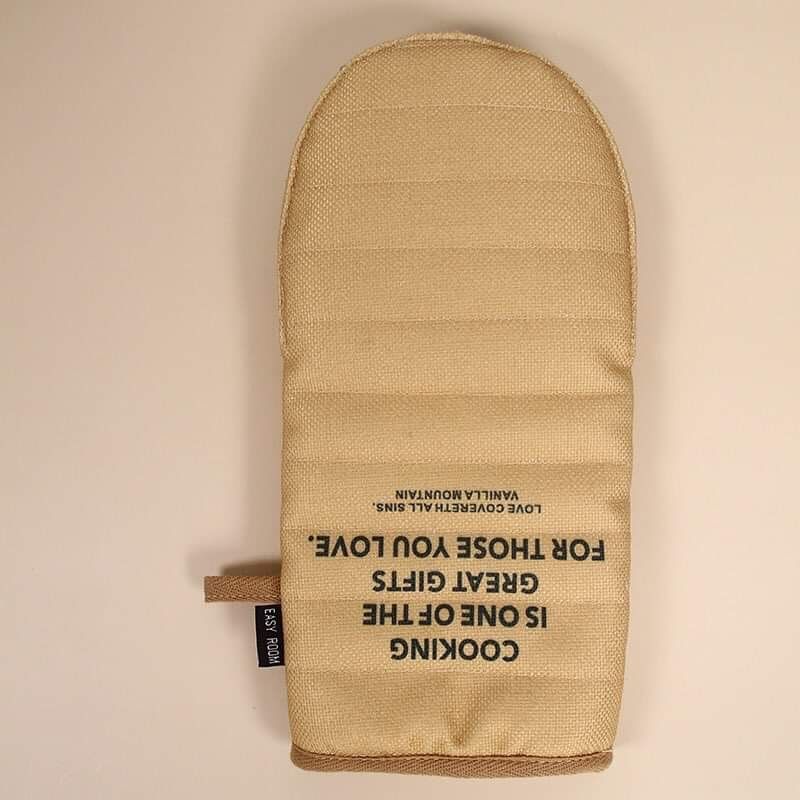 COOKING
IS ONE OF THE
GREAT GIFTS
FOR THOSE YOU LOVE.
LOVE COVERETH ALL SINS.
VANILLA MOUNTAIN
EASY ROOM